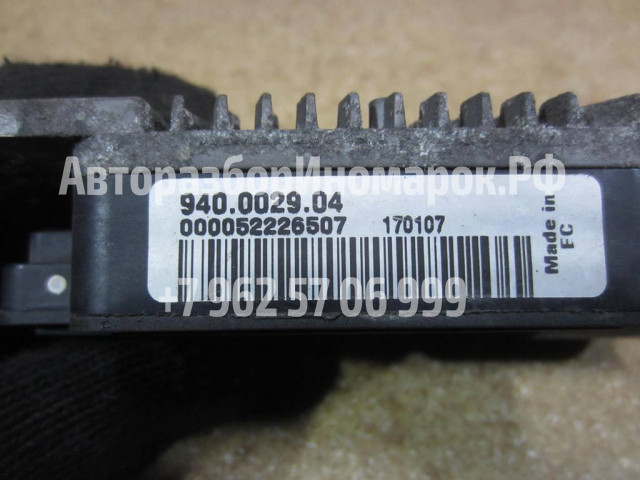 АвторазборИномарок.РФ
940.0029.04
000052226507 170107
Made in
EC
+7 962 57 06 999